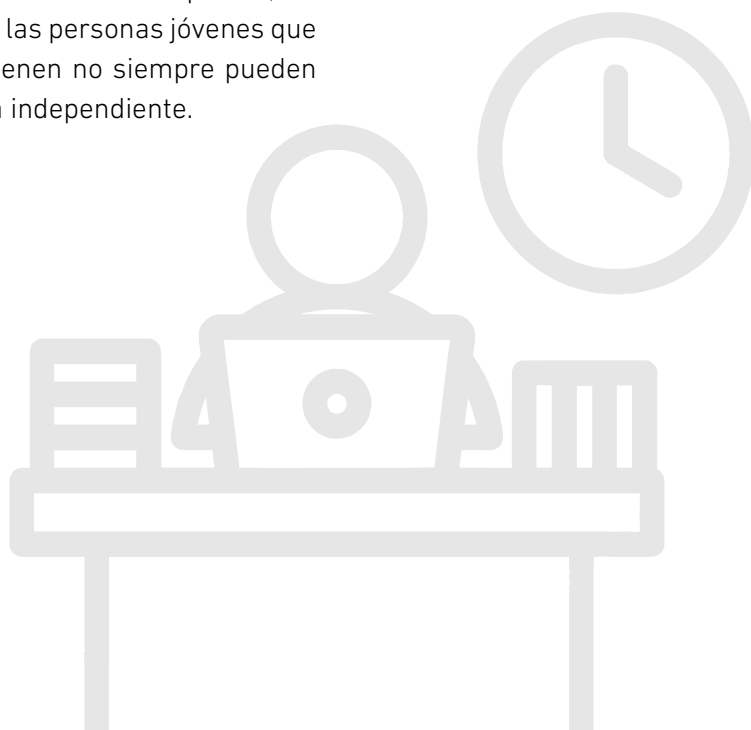 las personas jóvenes que
enen no siempre pueden
independiente.